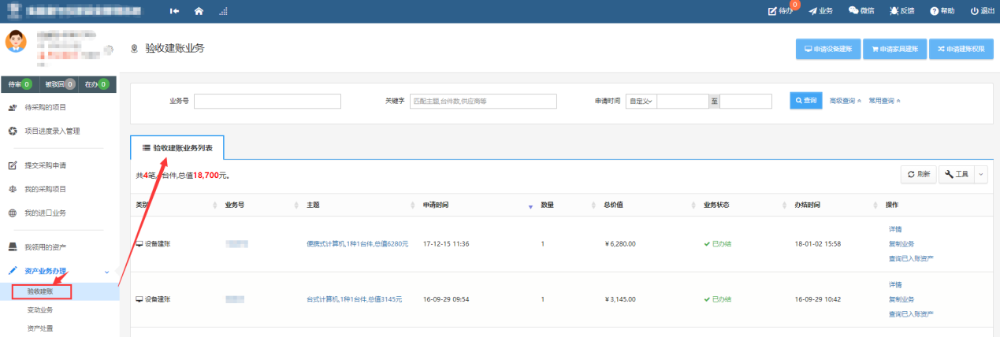 待办 0 业务 微信 反馈 帮助 退出
验收建账业务 申请设备建账 申请家具建账 申请建账权限
待审 0 被驳回 0 在办 0
待采购的项目
项目进度录入管理
提交采购申请
我的采购项目
我的进口业务
我领用的资产
资产业务办理
验收建账
变动业务
资产处置
业务号 关键字 匹配主题,台件数,供应商等 申请时间 自定义 至 查询 高级查询 常用查询
验收建账业务列表
共4笔, 台件,总值18,700元。 刷新 工具
类别 业务号 主题 申请时间 数量 总价值 业务状态 办结时间 操作
设备建账 便携式计算机,1种1台件,总值6280元 17-12-15 11:36 1 ¥ 6,280.00 已办结 18-01-02 15:58 详情
复制业务
查询已入账资产
设备建账 台式计算机,1种1台件,总值3145元 16-09-29 09:54 1 ¥ 3,145.00 已办结 16-09-29 10:42 详情
复制业务
查询已入账资产